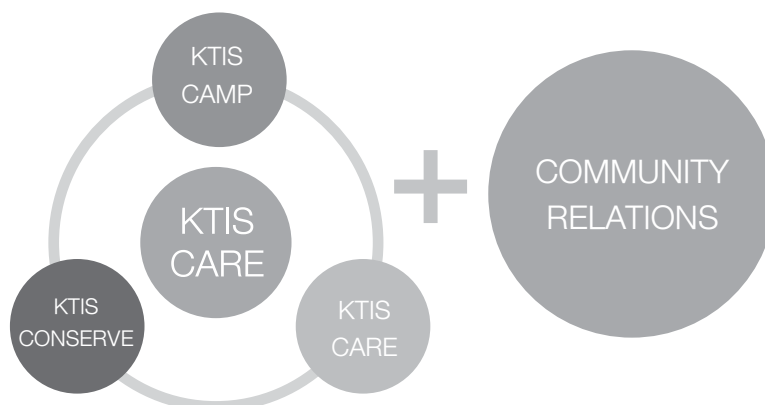 KTIS
CAMP
KTIS
CARE
KTIS
CONSERVE
KTIS
CARE
COMMUNITY
RELATIONS